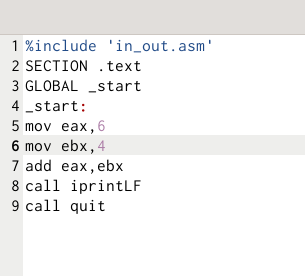 1 %include 'in_out.asm'
2 SECTION .text
3 GLOBAL _start
4 _start:
5 mov eax,6
6 mov ebx,4
7 add eax,ebx
8 call iprintLF
9 call quit